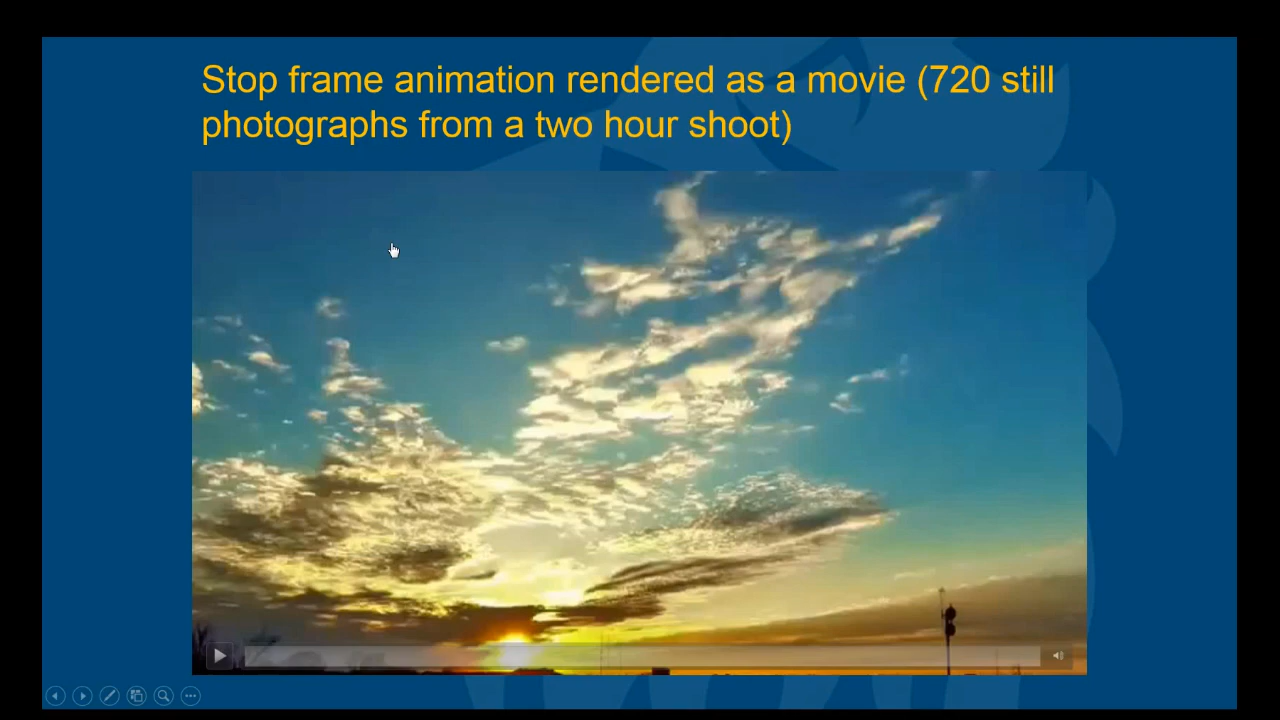 Stop frame animation rendered as a movie (720 still
photographs from a two hour shoot)